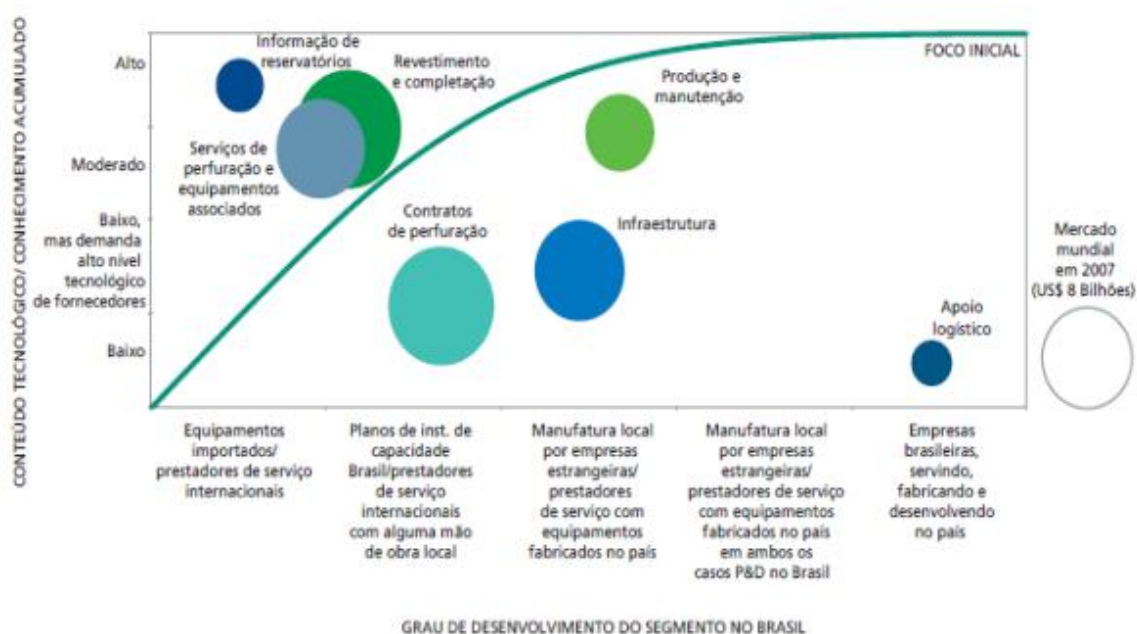 CONTEÚDO TECNOLÓGICO/ CONHECIMENTO ACUMULADO
Alto
Moderado
Baixo,
mas demanda
alto nível
tecnológico
de fornecedores
Baixo
Informação de
reservatórios
Revestimento
e completação
Serviços de
perfuração e
equipamentos
associados
FOCO INICIAL
Produção e
manutenção
Contratos
de perfuração
Infraestrutura
Apoio
logístico
Mercado
mundial
em 2007
(US$ 8 Bilhões)
Equipamentos
importados/
prestadores de serviço
internacionais
Planos de inst. de
capacidade
Brasil/prestadores
de serviço
internacionais
com alguma mão
de obra local
Manufatura local
por empresas
estrangeiras/
prestadores
de serviço com
equipamentos
fabricados no país
Manufatura local
por empresas
estrangeiras/
prestadores de serviço
com equipamentos
fabricados no país
em ambos os
casos P&D no Brasil
Empresas
brasileiras,
servindo,
fabricando e
desenvolvendo
no país
GRAU DE DESENVOLVIMENTO DO SEGMENTO NO BRASIL